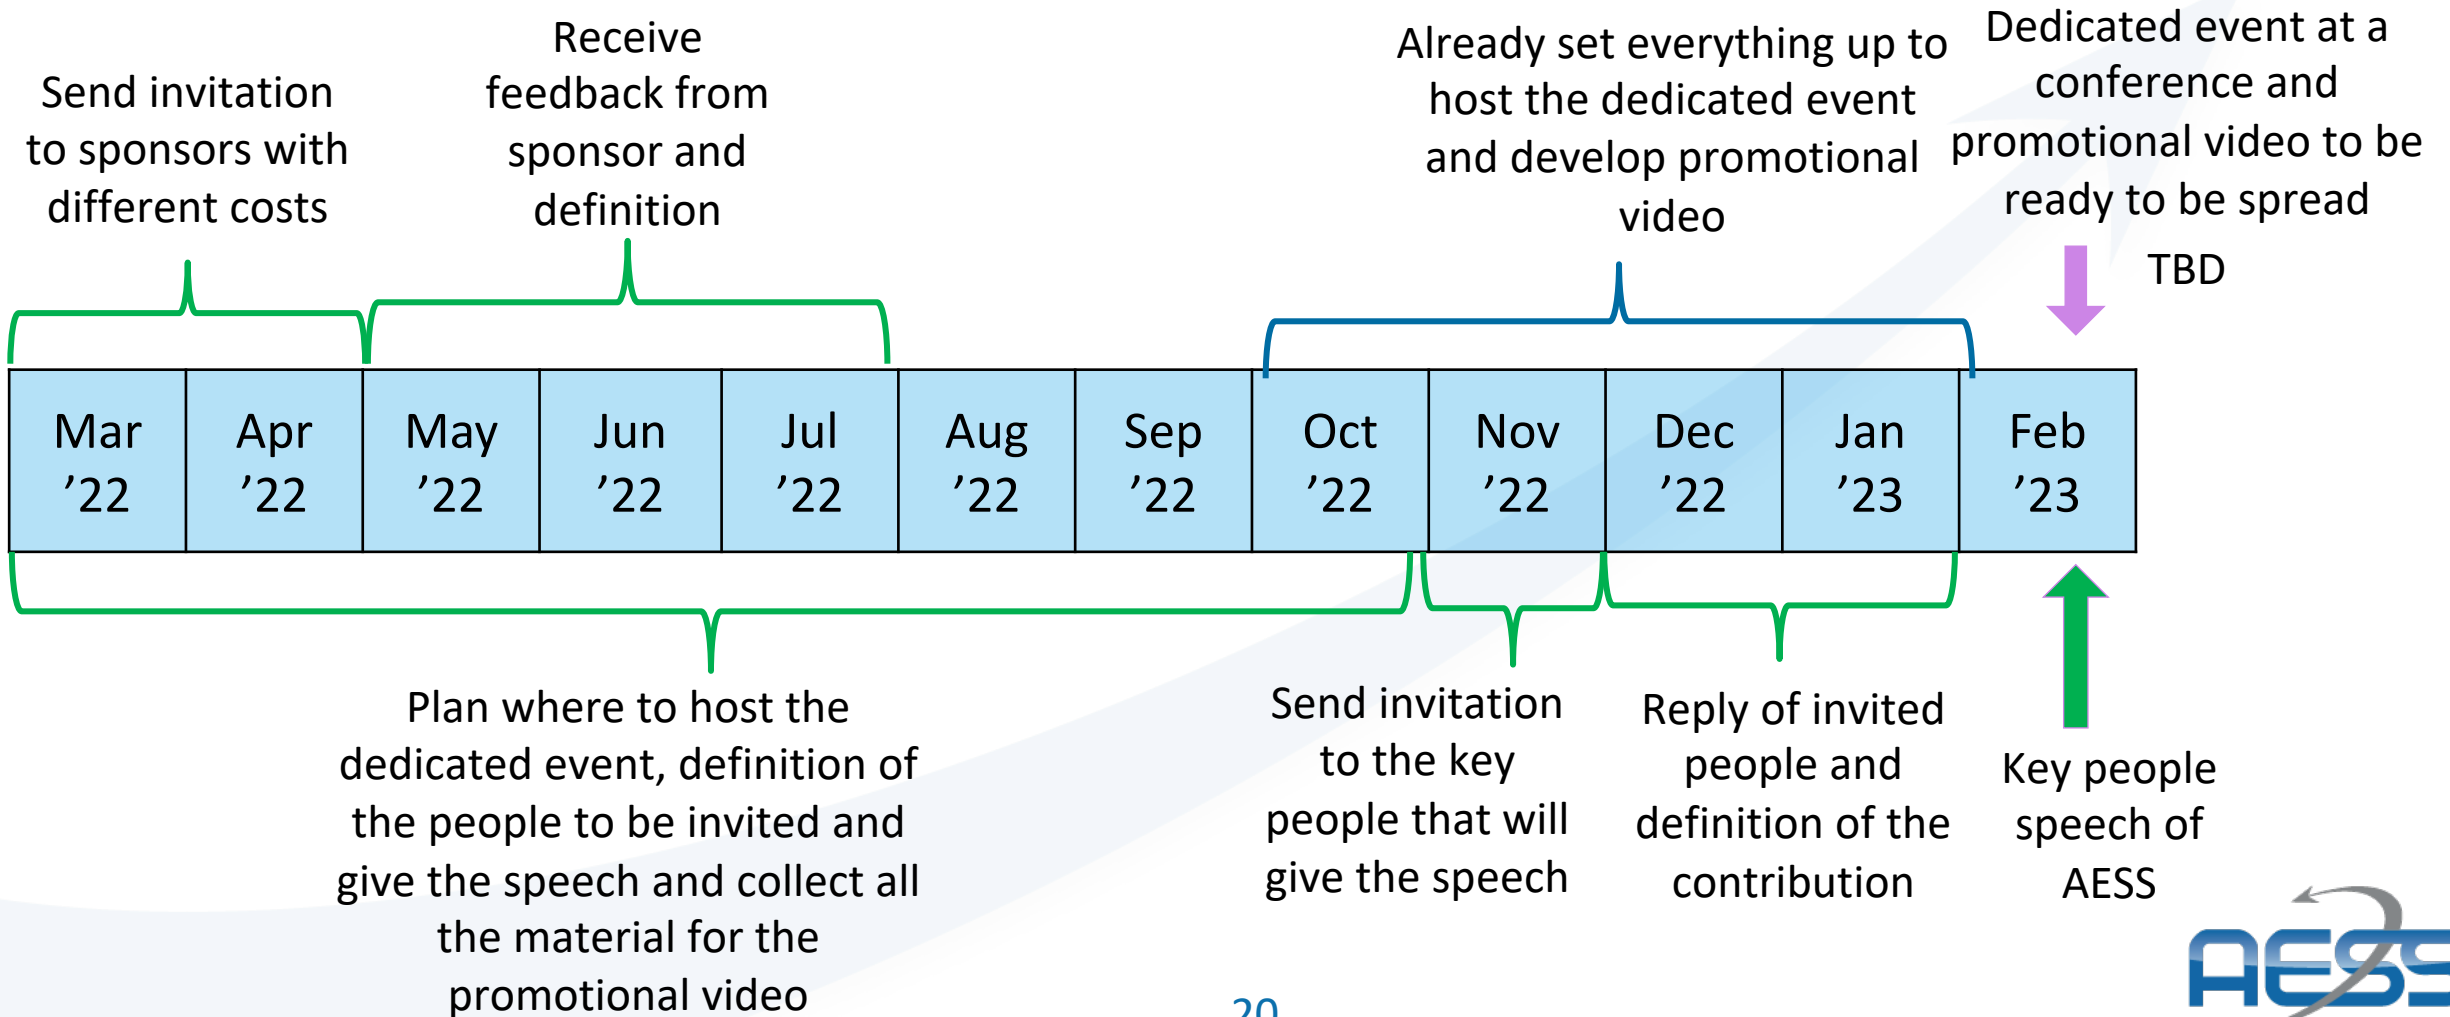 Send invitation
to sponsors with
different costs
Receive
feedback from
sponsor and
definition
Already set everything up to
host the dedicated event
and develop promotional
video
Dedicated event at a
conference and
promotional video to be
ready to be spread
TBD
Mar
’22
Apr
’22
May
’22
Jun
’22
Jul
’22
Aug
’22
Sep
’22
Oct
’22
Nov
’22
Dec
’22
Jan
’23
Feb
’23
Plan where to host the
dedicated event, definition of
the people to be invited and
give the speech and collect all
the material for the
promotional video
Send invitation
to the key
people that will
give the speech
Reply of invited
people and
definition of the
contribution
Key people
speech of
AESS
20
AESS